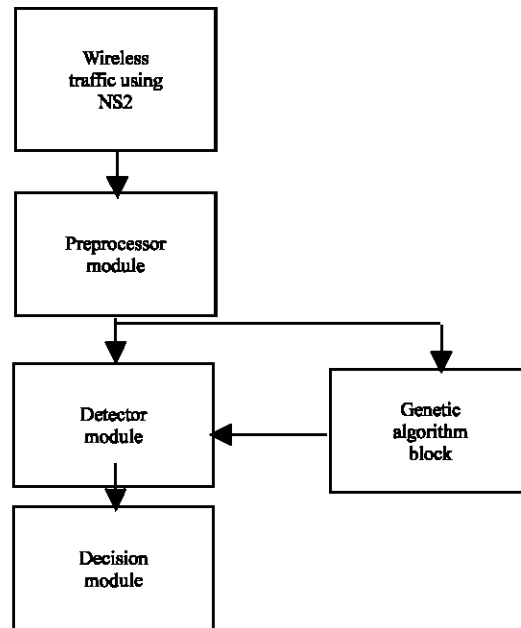 Wireless
traffic using
NS2
Preprocessor
module
Detector
module
Genetic
algorithm
block
Decision
module